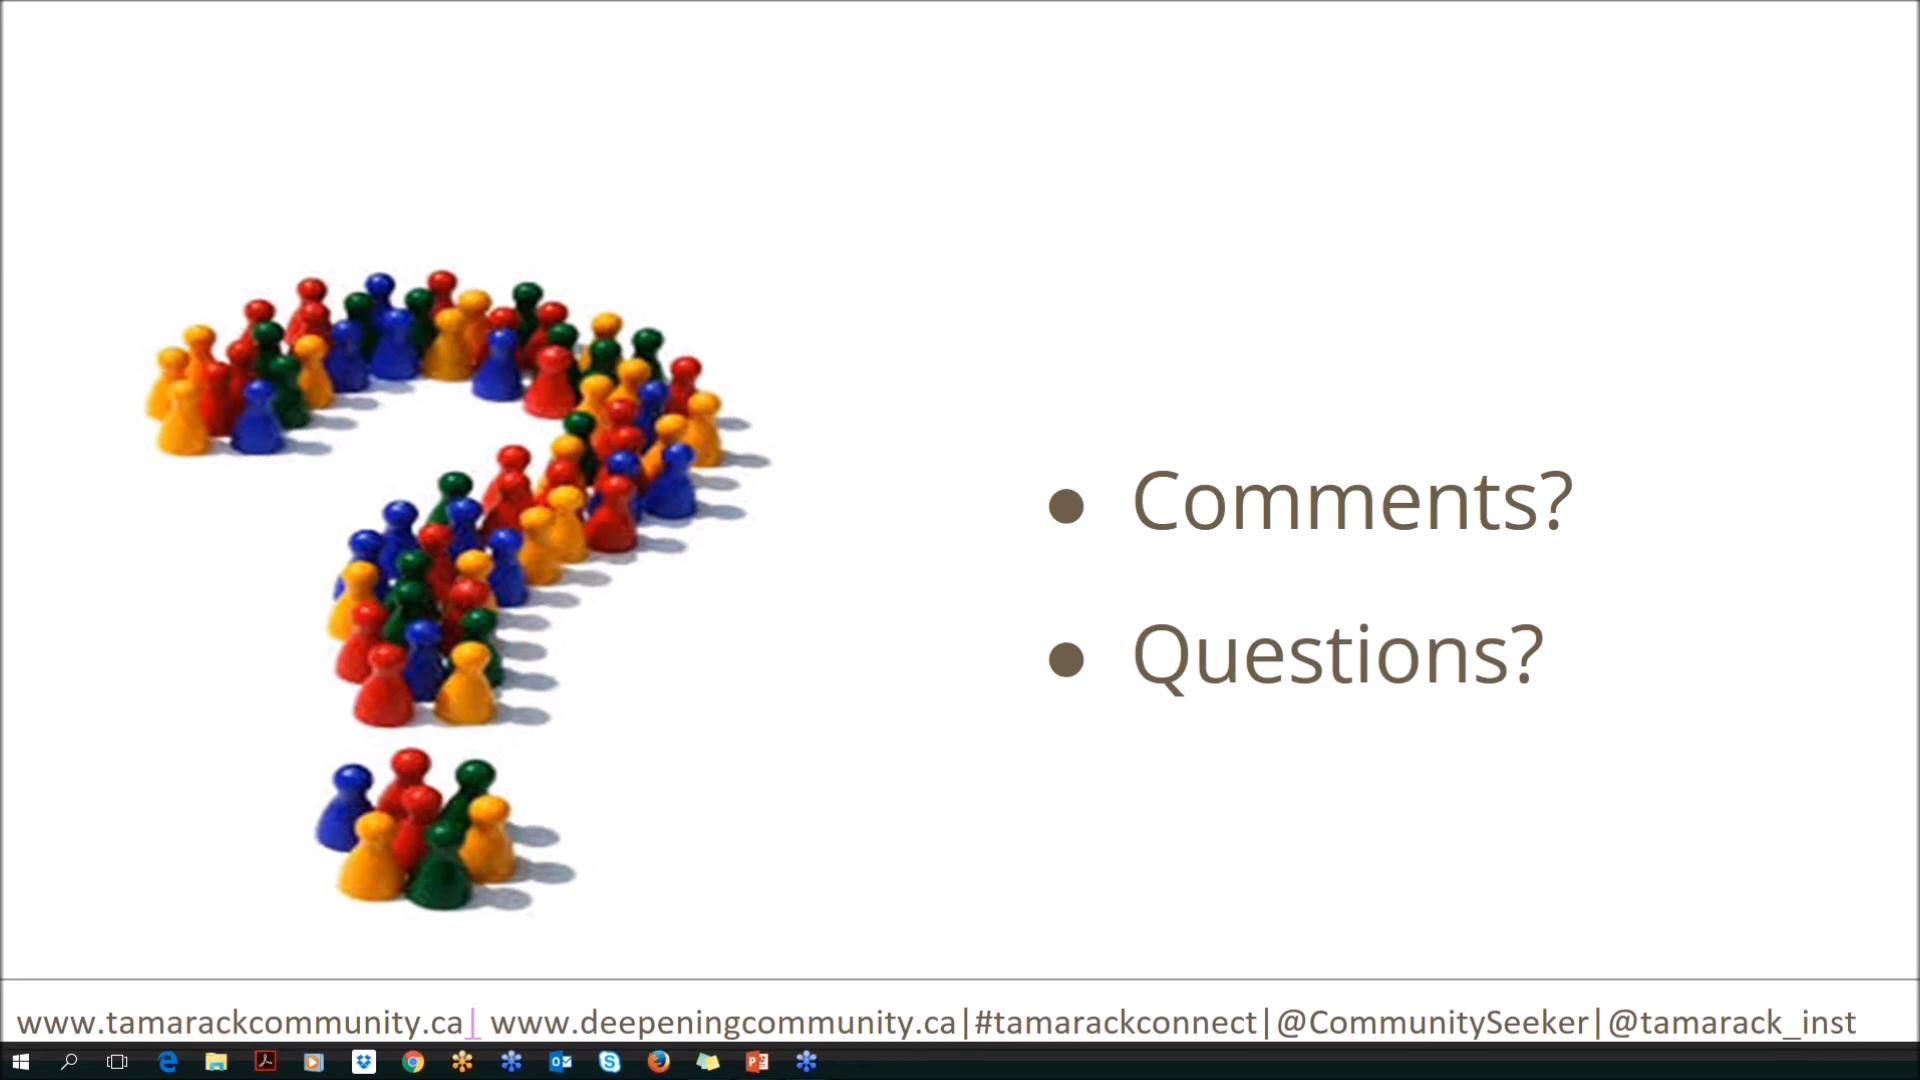 ● Comments?
● Questions?
www.tamarackcommunity.ca| www.deepeningcommunity.ca|#tamarackconnect|@CommunitySeeker|@tamarack_inst